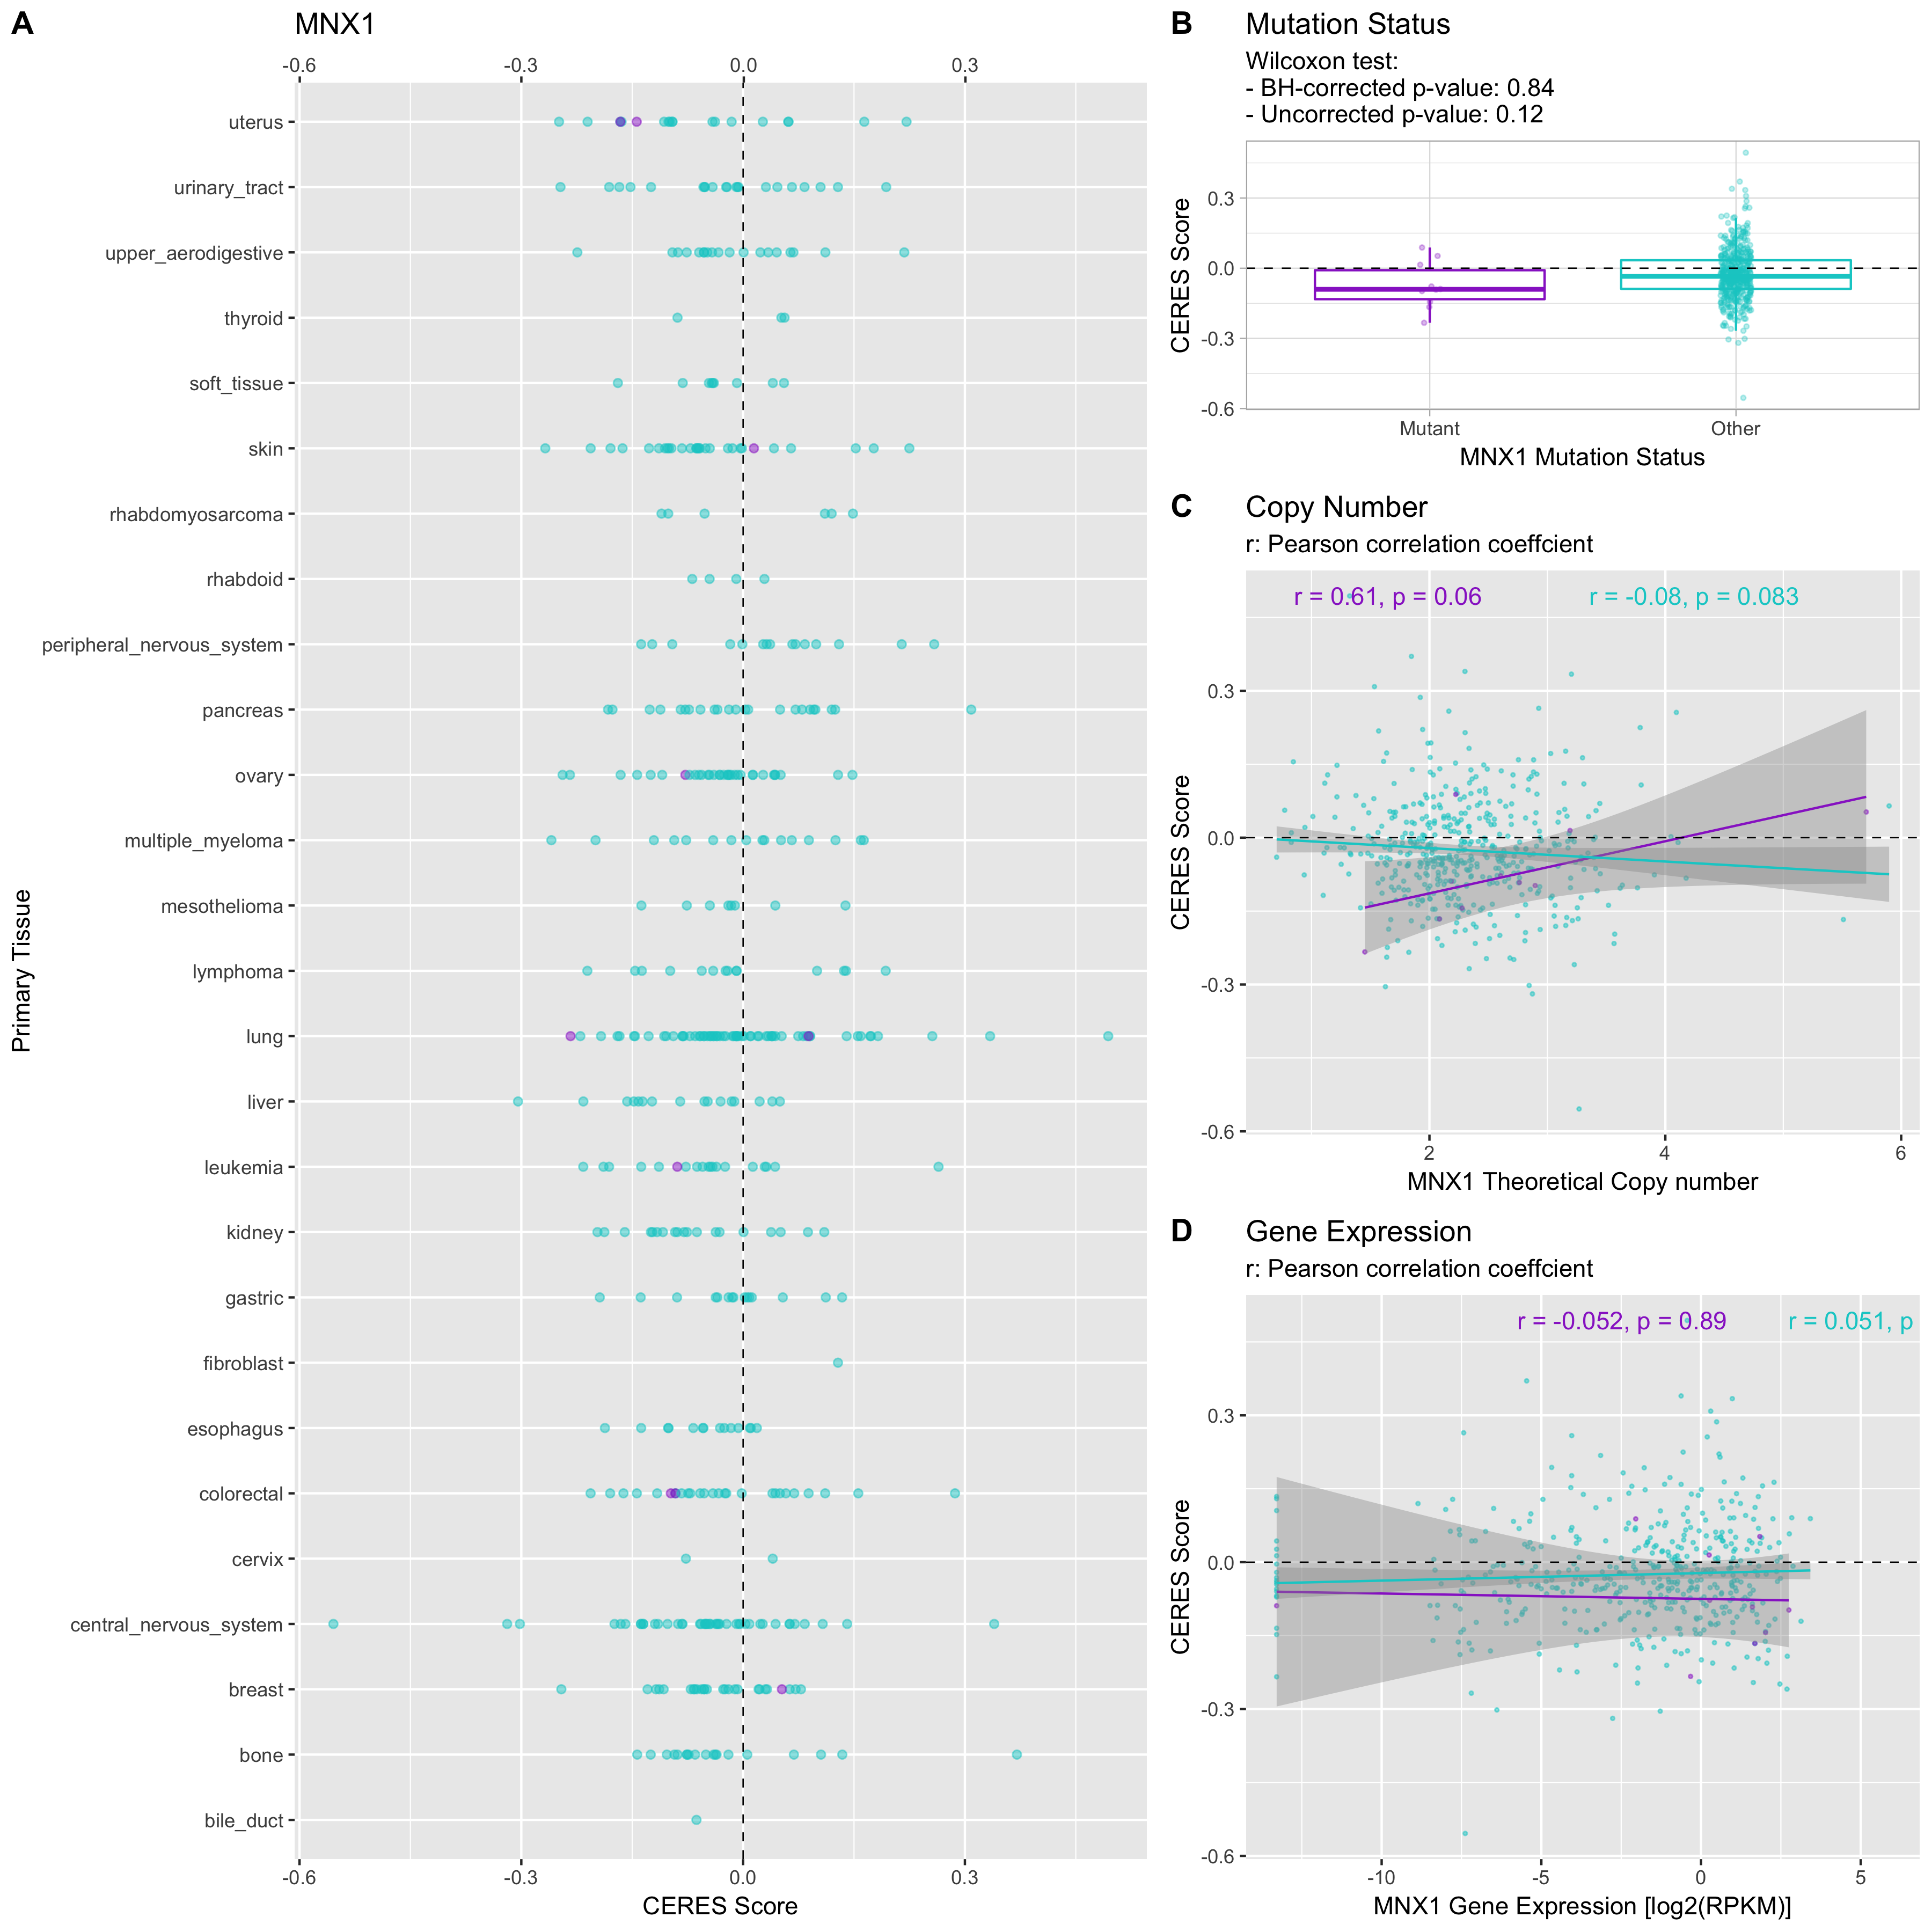 A
MNX1
-0.6 -0.3 0.0 0.3
uterus
urinary_tract
upper_aerodigestive
thyroid
soft_tissue
skin
rhabdomyosarcoma
rhabdoid
peripheral_nervous_system
pancreas
ovary
multiple_myeloma
mesothelioma
lymphoma
lung
liver
leukemia
kidney
gastric
fibroblast
esophagus
colorectal
cervix
central_nervous_system
breast
bone
bile_duct
Primary Tissue
-0.6 -0.3 0.0 0.3
CERES Score
B
Mutation Status
Wilcoxon test:
- BH-corrected p-value: 0.84
- Uncorrected p-value: 0.12
CERES Score
0.3
0.0
-0.3
-0.6
Mutant Other
MNX1 Mutation Status
C
Copy Number
r: Pearson correlation coeffcient
r = 0.61, p = 0.06 r = -0.08, p = 0.083
CERES Score
0.3
0.0
-0.3
-0.6
2 4 6
MNX1 Theoretical Copy number
D
Gene Expression
r: Pearson correlation coeffcient
r = -0.052, p = 0.89 r = 0.051, p
CERES Score
0.3
0.0
-0.3
-0.6
-10 -5 0 5
MNX1 Gene Expression [log2(RPKM)]